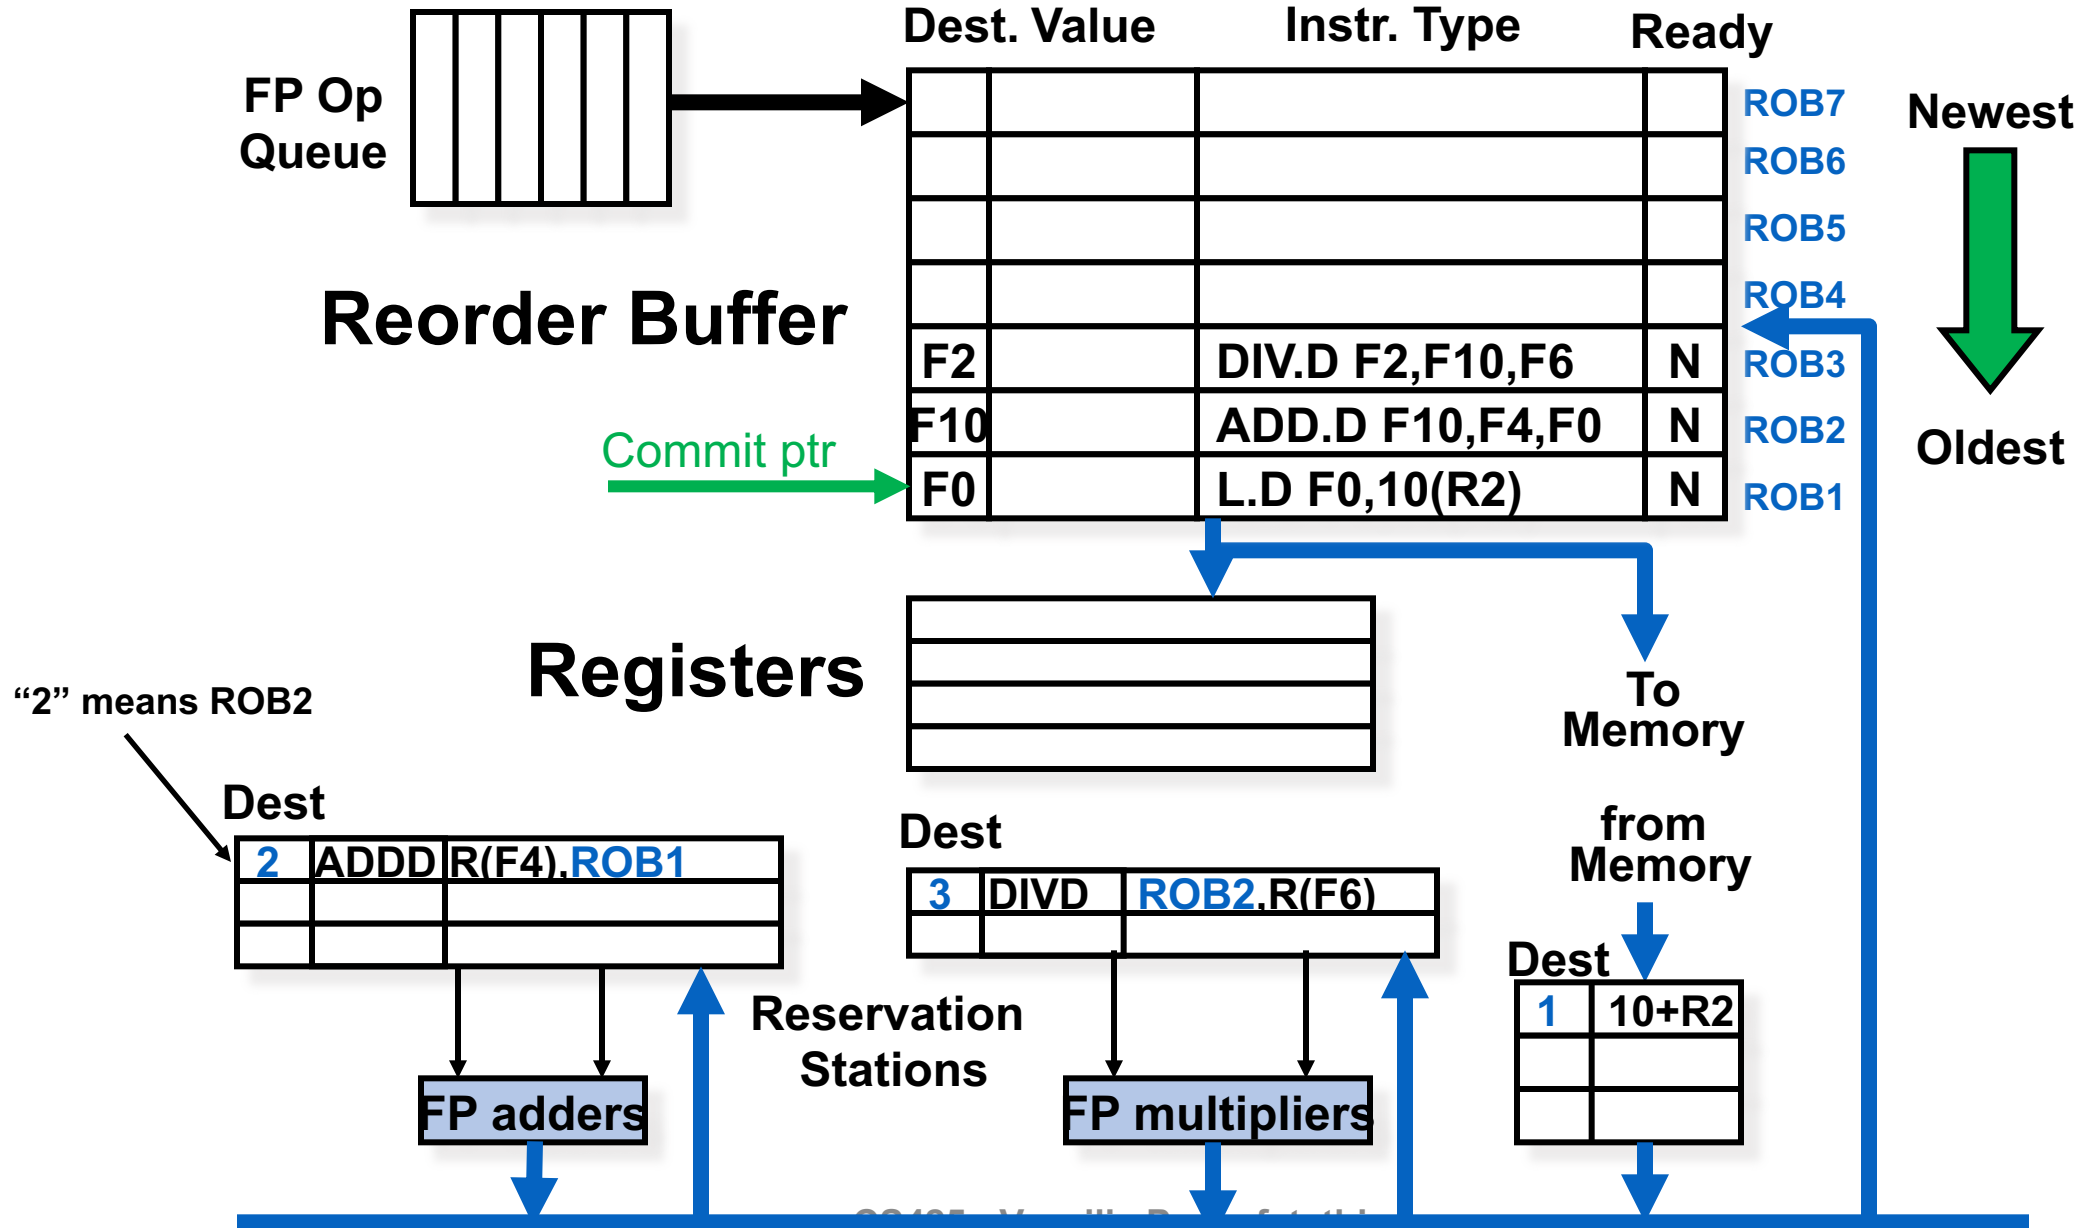 Dest. Value Instr. Type Ready
FP Op
Queue
ROB7
Newest
ROB6
ROB5
Reorder Buffer
ROB4
F2 DIV.D F2,F10,F6 N ROB3
F10 ADD.D F10,F4,F0 N ROB2
Commit ptr
Oldest
F0 L.D F0,10(R2) N ROB1
Registers
"2" means ROB2
To
Memory
Dest
Dest
from
Memory
2 ADDD R(F4),ROB1
3 DIVD ROB2,R(F6)
Dest
1 10+R2
Reservation
Stations
FP adders
FP multipliers